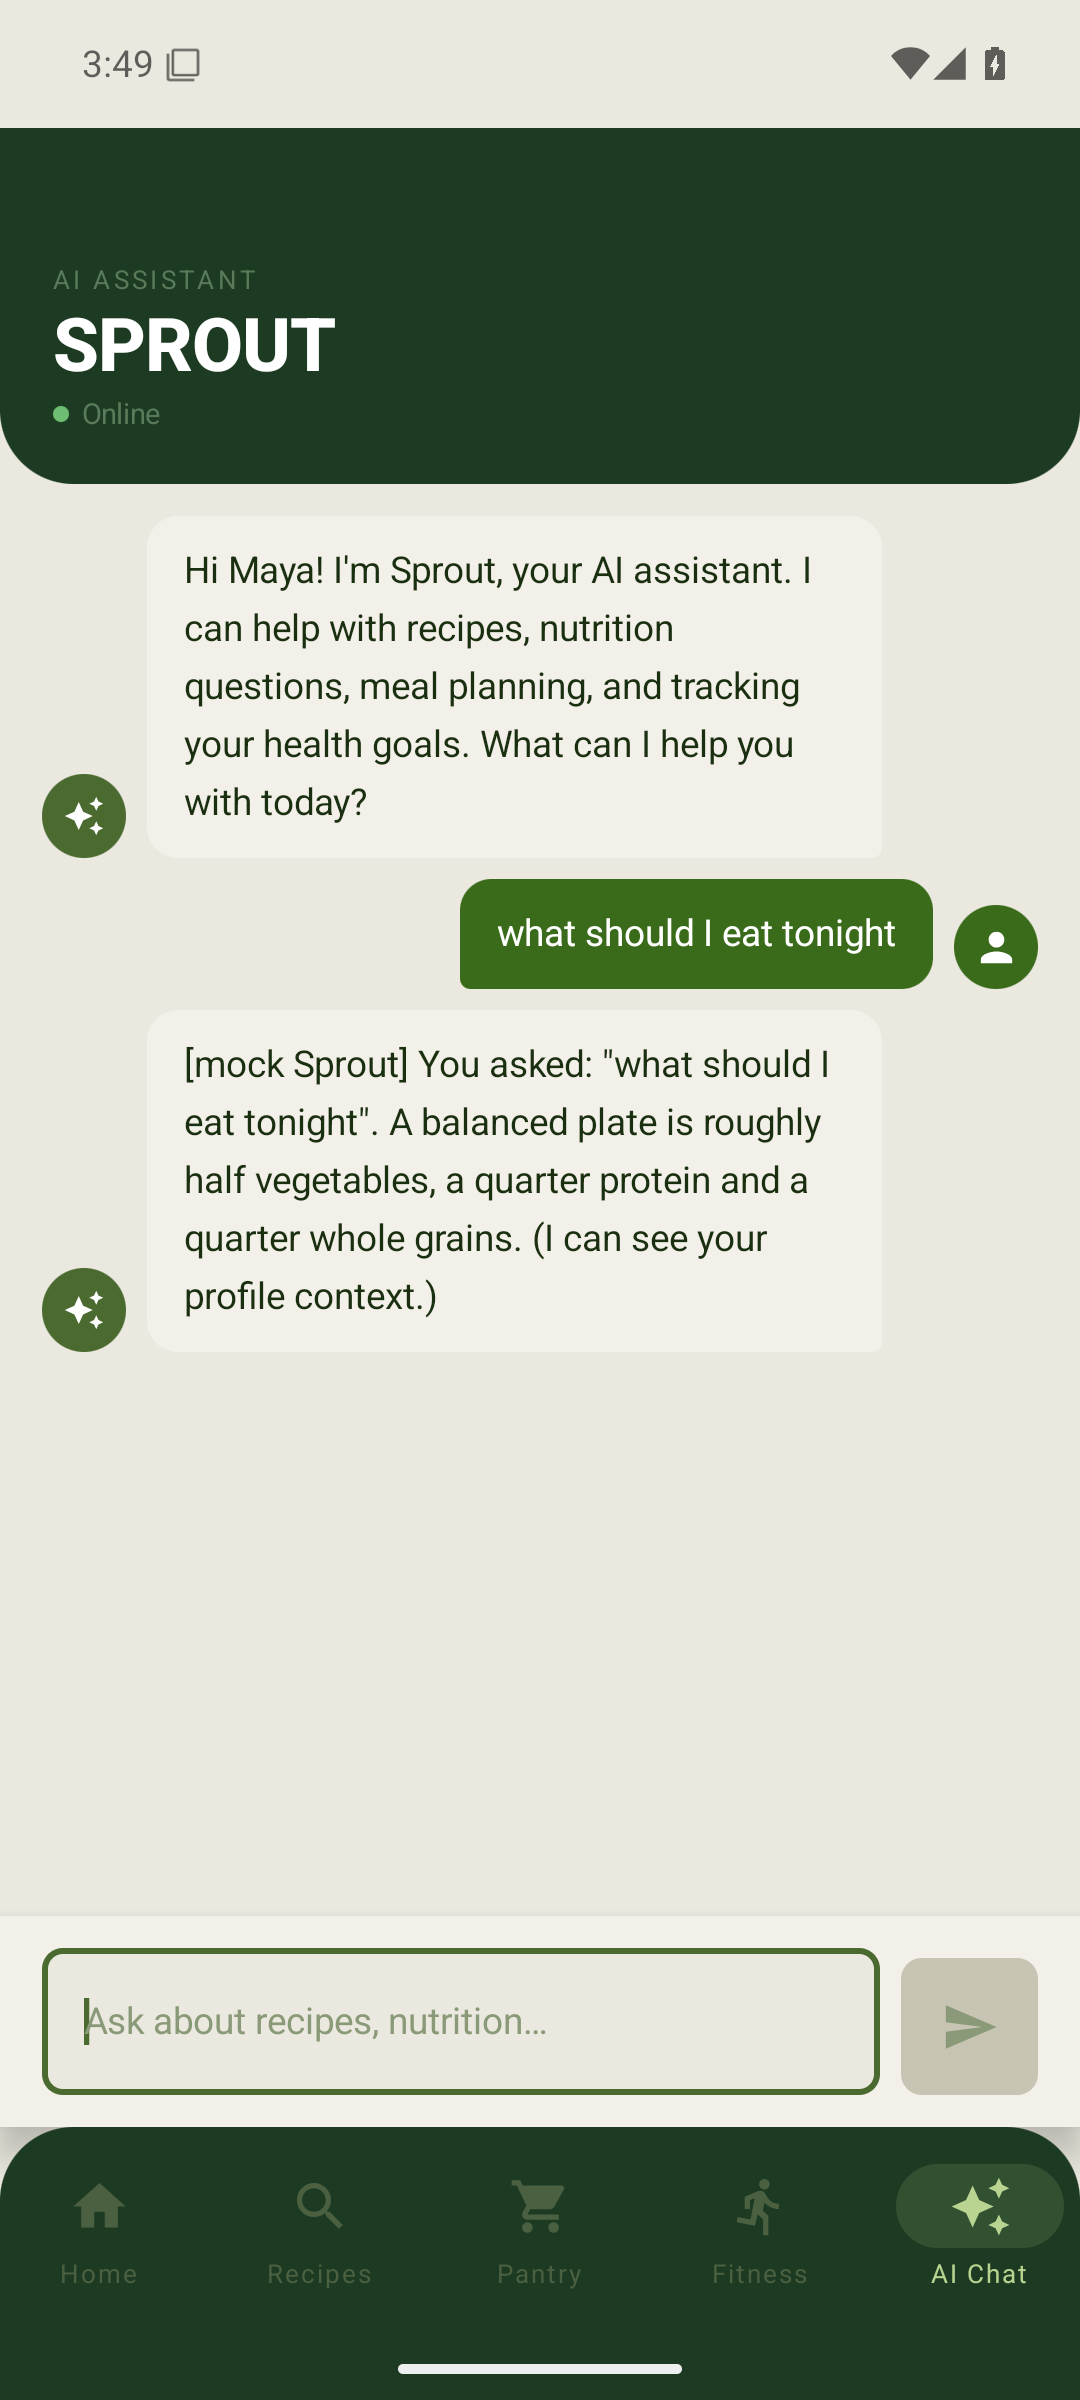 3:49
AI ASSISTANT
SPROUT
Online
Hi Maya! I'm Sprout, your AI assistant. I
can help with recipes, nutrition
questions, meal planning, and tracking
your health goals. What can I help you
with today?
what should I eat tonight
[mock Sprout] You asked: "what should I
eat tonight". A balanced plate is roughly
half vegetables, a quarter protein and a
quarter whole grains. (I can see your
profile context.)
Ask about recipes, nutrition…
Home Recipes Pantry Fitness AI Chat